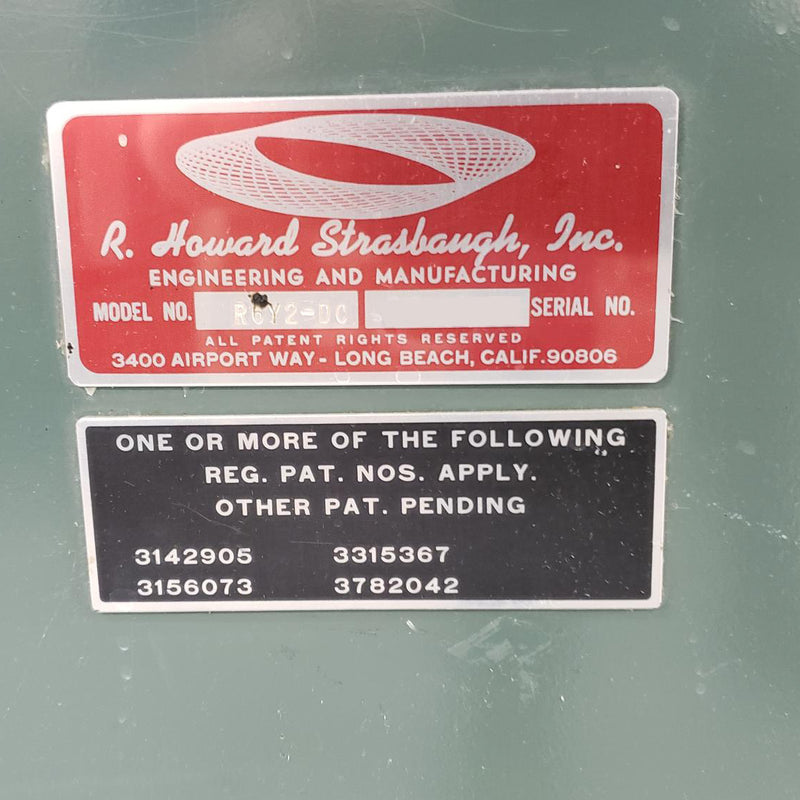 R. Howard Strasbaugh, Inc.
ENGINEERING AND MANUFACTURING
MODEL NO. R6Y2-DC SERIAL NO.
ALL PATENT RIGHTS RESERVED
3400 AIRPORT WAY - LONG BEACH, CALIF. 90806
ONE OR MORE OF THE FOLLOWING
REG. PAT. NOS. APPLY.
OTHER PAT. PENDING
3142905 3315367
3156073 3782042